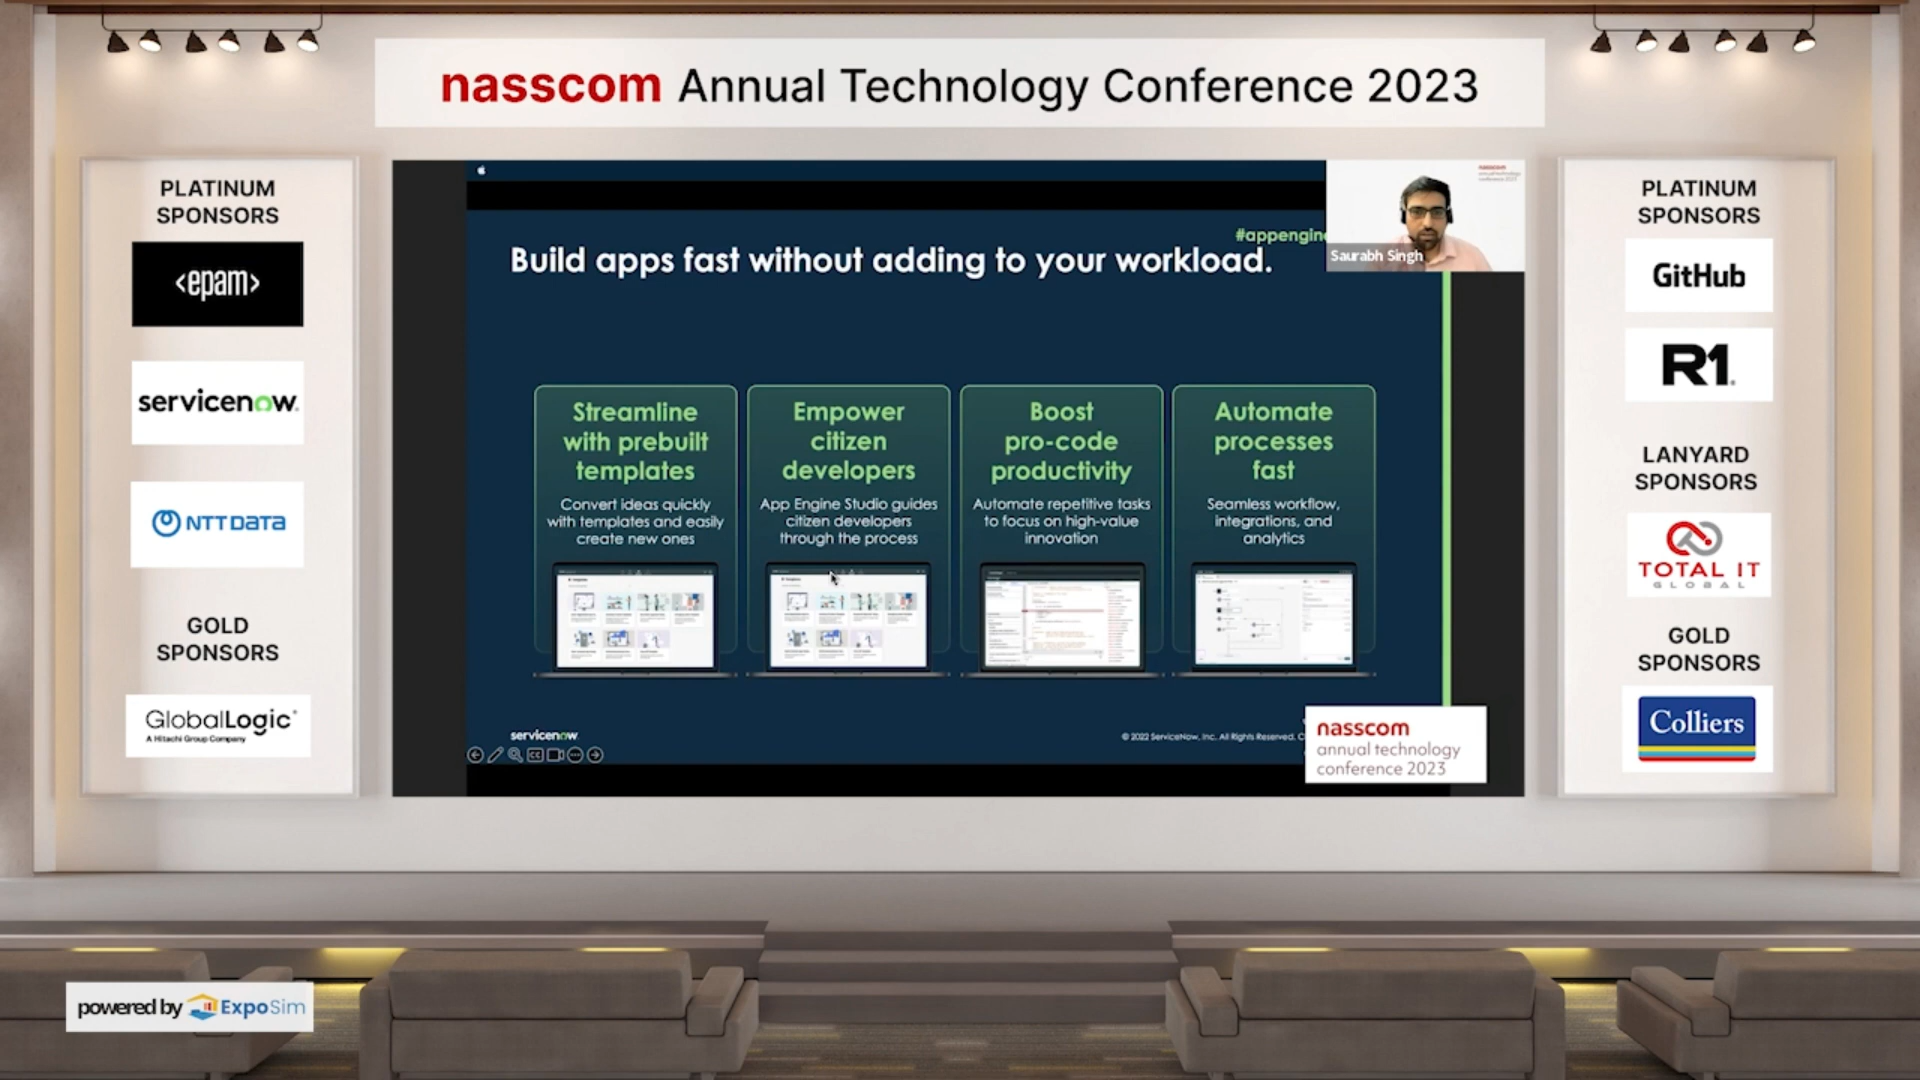 nasscom Annual Technology Conference 2023
PLATINUM
SPONSORS
<epam>
servicenow
NTT DATA
GOLD
SPONSORS
GlobalLogic
A Hitachi Group Company
#appengin
Build apps fast without adding to your workload.
Saurabh Singh
nasscom
annual technology
conference 2023
Streamline
with prebuilt
templates
Convert ideas quickly
with templates and easily
create new ones
Empower
citizen
developers
App Engine Studio guides
citizen developers
through the process
Boost
pro-code
productivity
Automate repetitive tasks
to focus on high-value
innovation
Automate
processes
fast
Seamless workflow,
integrations, and
analytics
servicenow
© 2022 ServiceNow, Inc. All Rights Reserved. C
nasscom
annual technology
conference 2023
PLATINUM
SPONSORS
GitHub
R1
LANYARD
SPONSORS
TOTAL IT
GLOBAL
GOLD
SPONSORS
Colliers
powered by ExpoSim